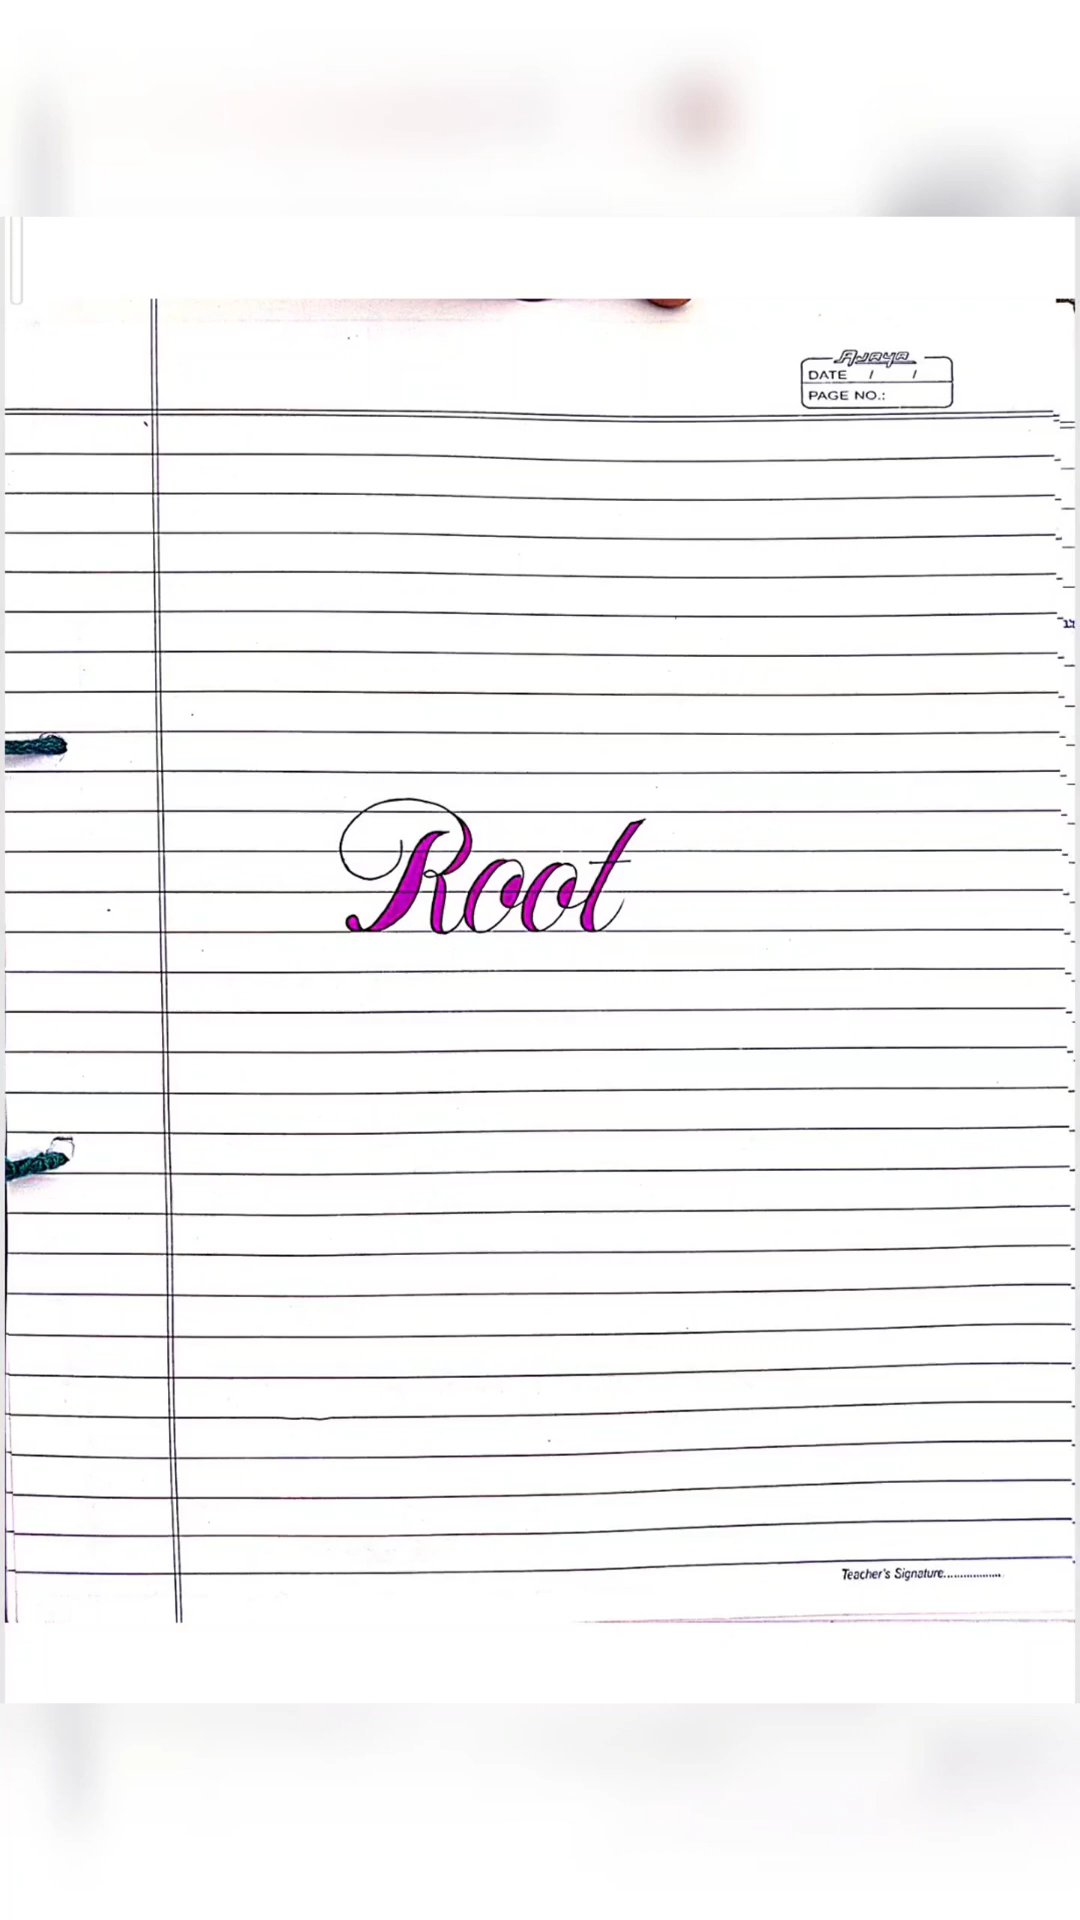 Ajaya
DATE / /
PAGE NO.:
Root
Teacher's Signature.................